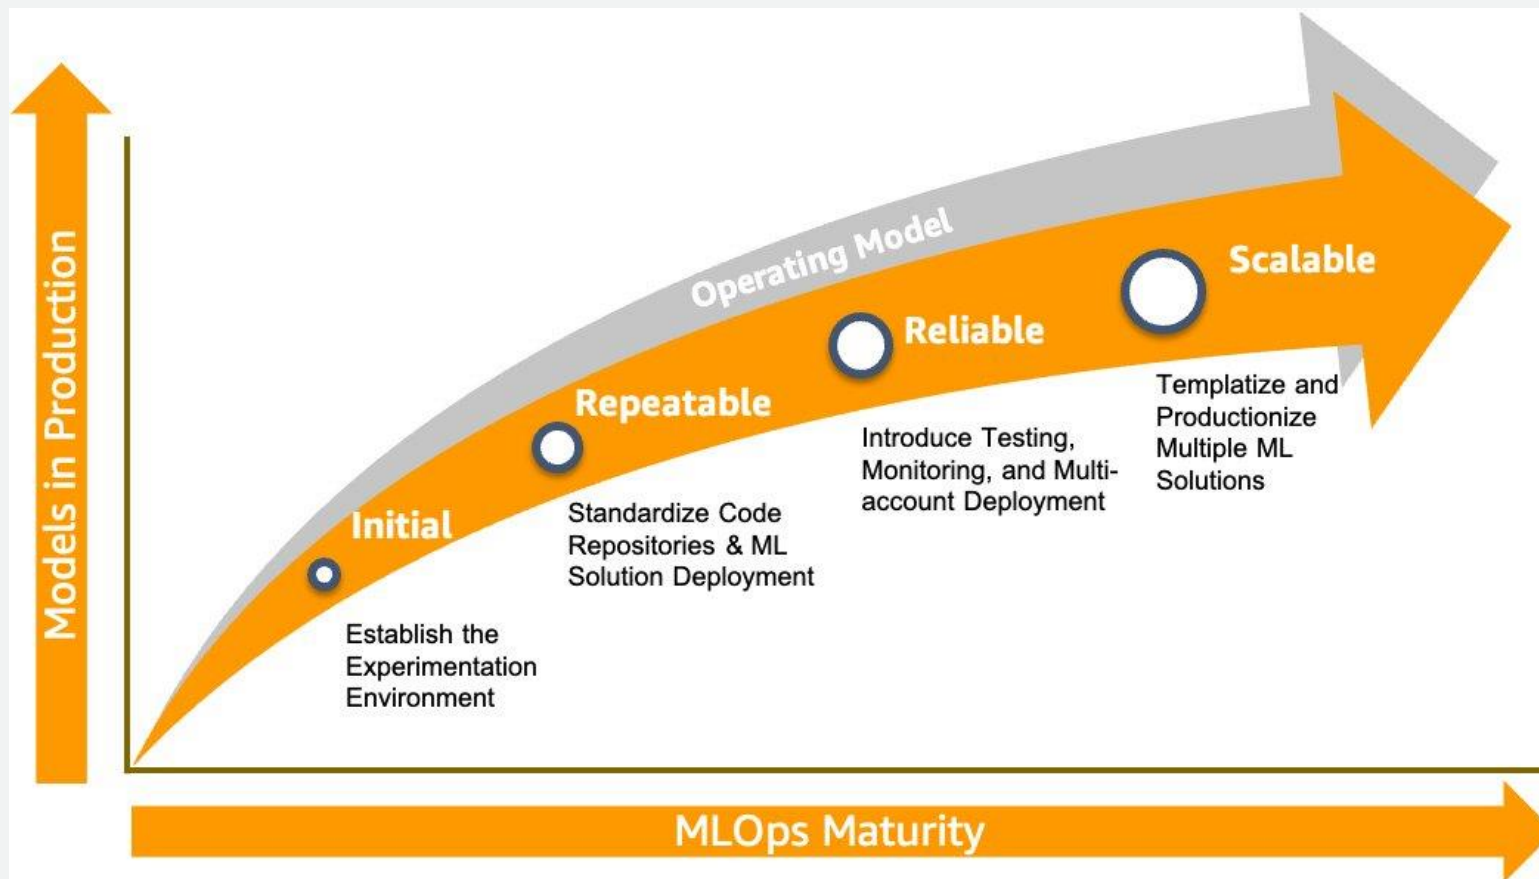 Models in Production
Operating Model
Initial
Establish the
Experimentation
Environment
Repeatable
Standardize Code
Repositories & ML
Solution Deployment
Reliable
Introduce Testing,
Monitoring, and Multi-
account Deployment
Scalable
Templatize and
Productionize
Multiple ML
Solutions
MLOps Maturity